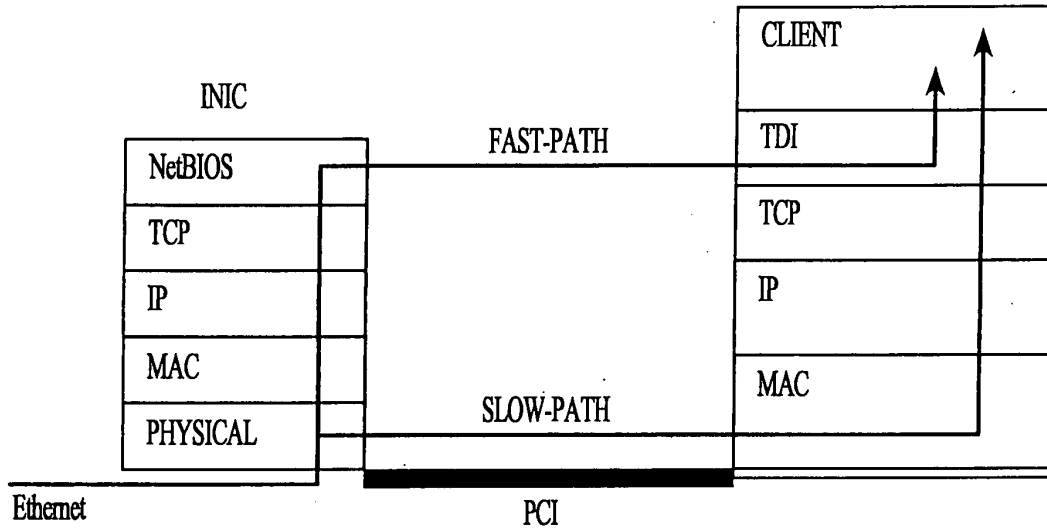 CLIENT
INIC
FAST-PATH
TDI
NetBIOS
TCP
TCP
IP
IP
MAC
MAC
SLOW-PATH
PHYSICAL
Ethernet
PCI